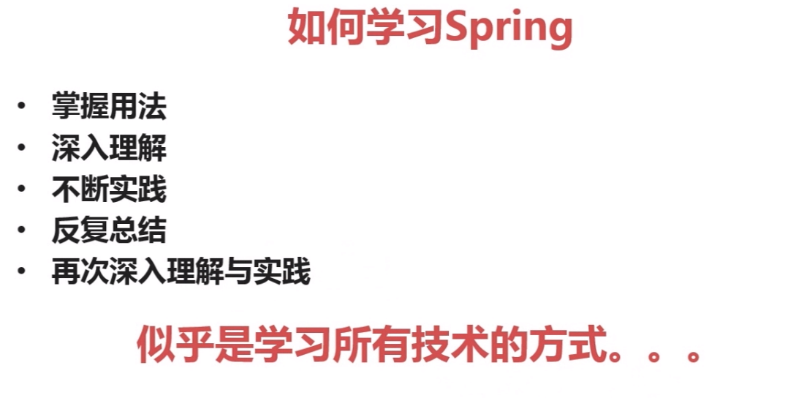 如何学习Spring
• 掌握用法
• 深入理解
• 不断实践
• 反复总结
• 再次深入理解与实践
似乎是学习所有技术的方式。。。